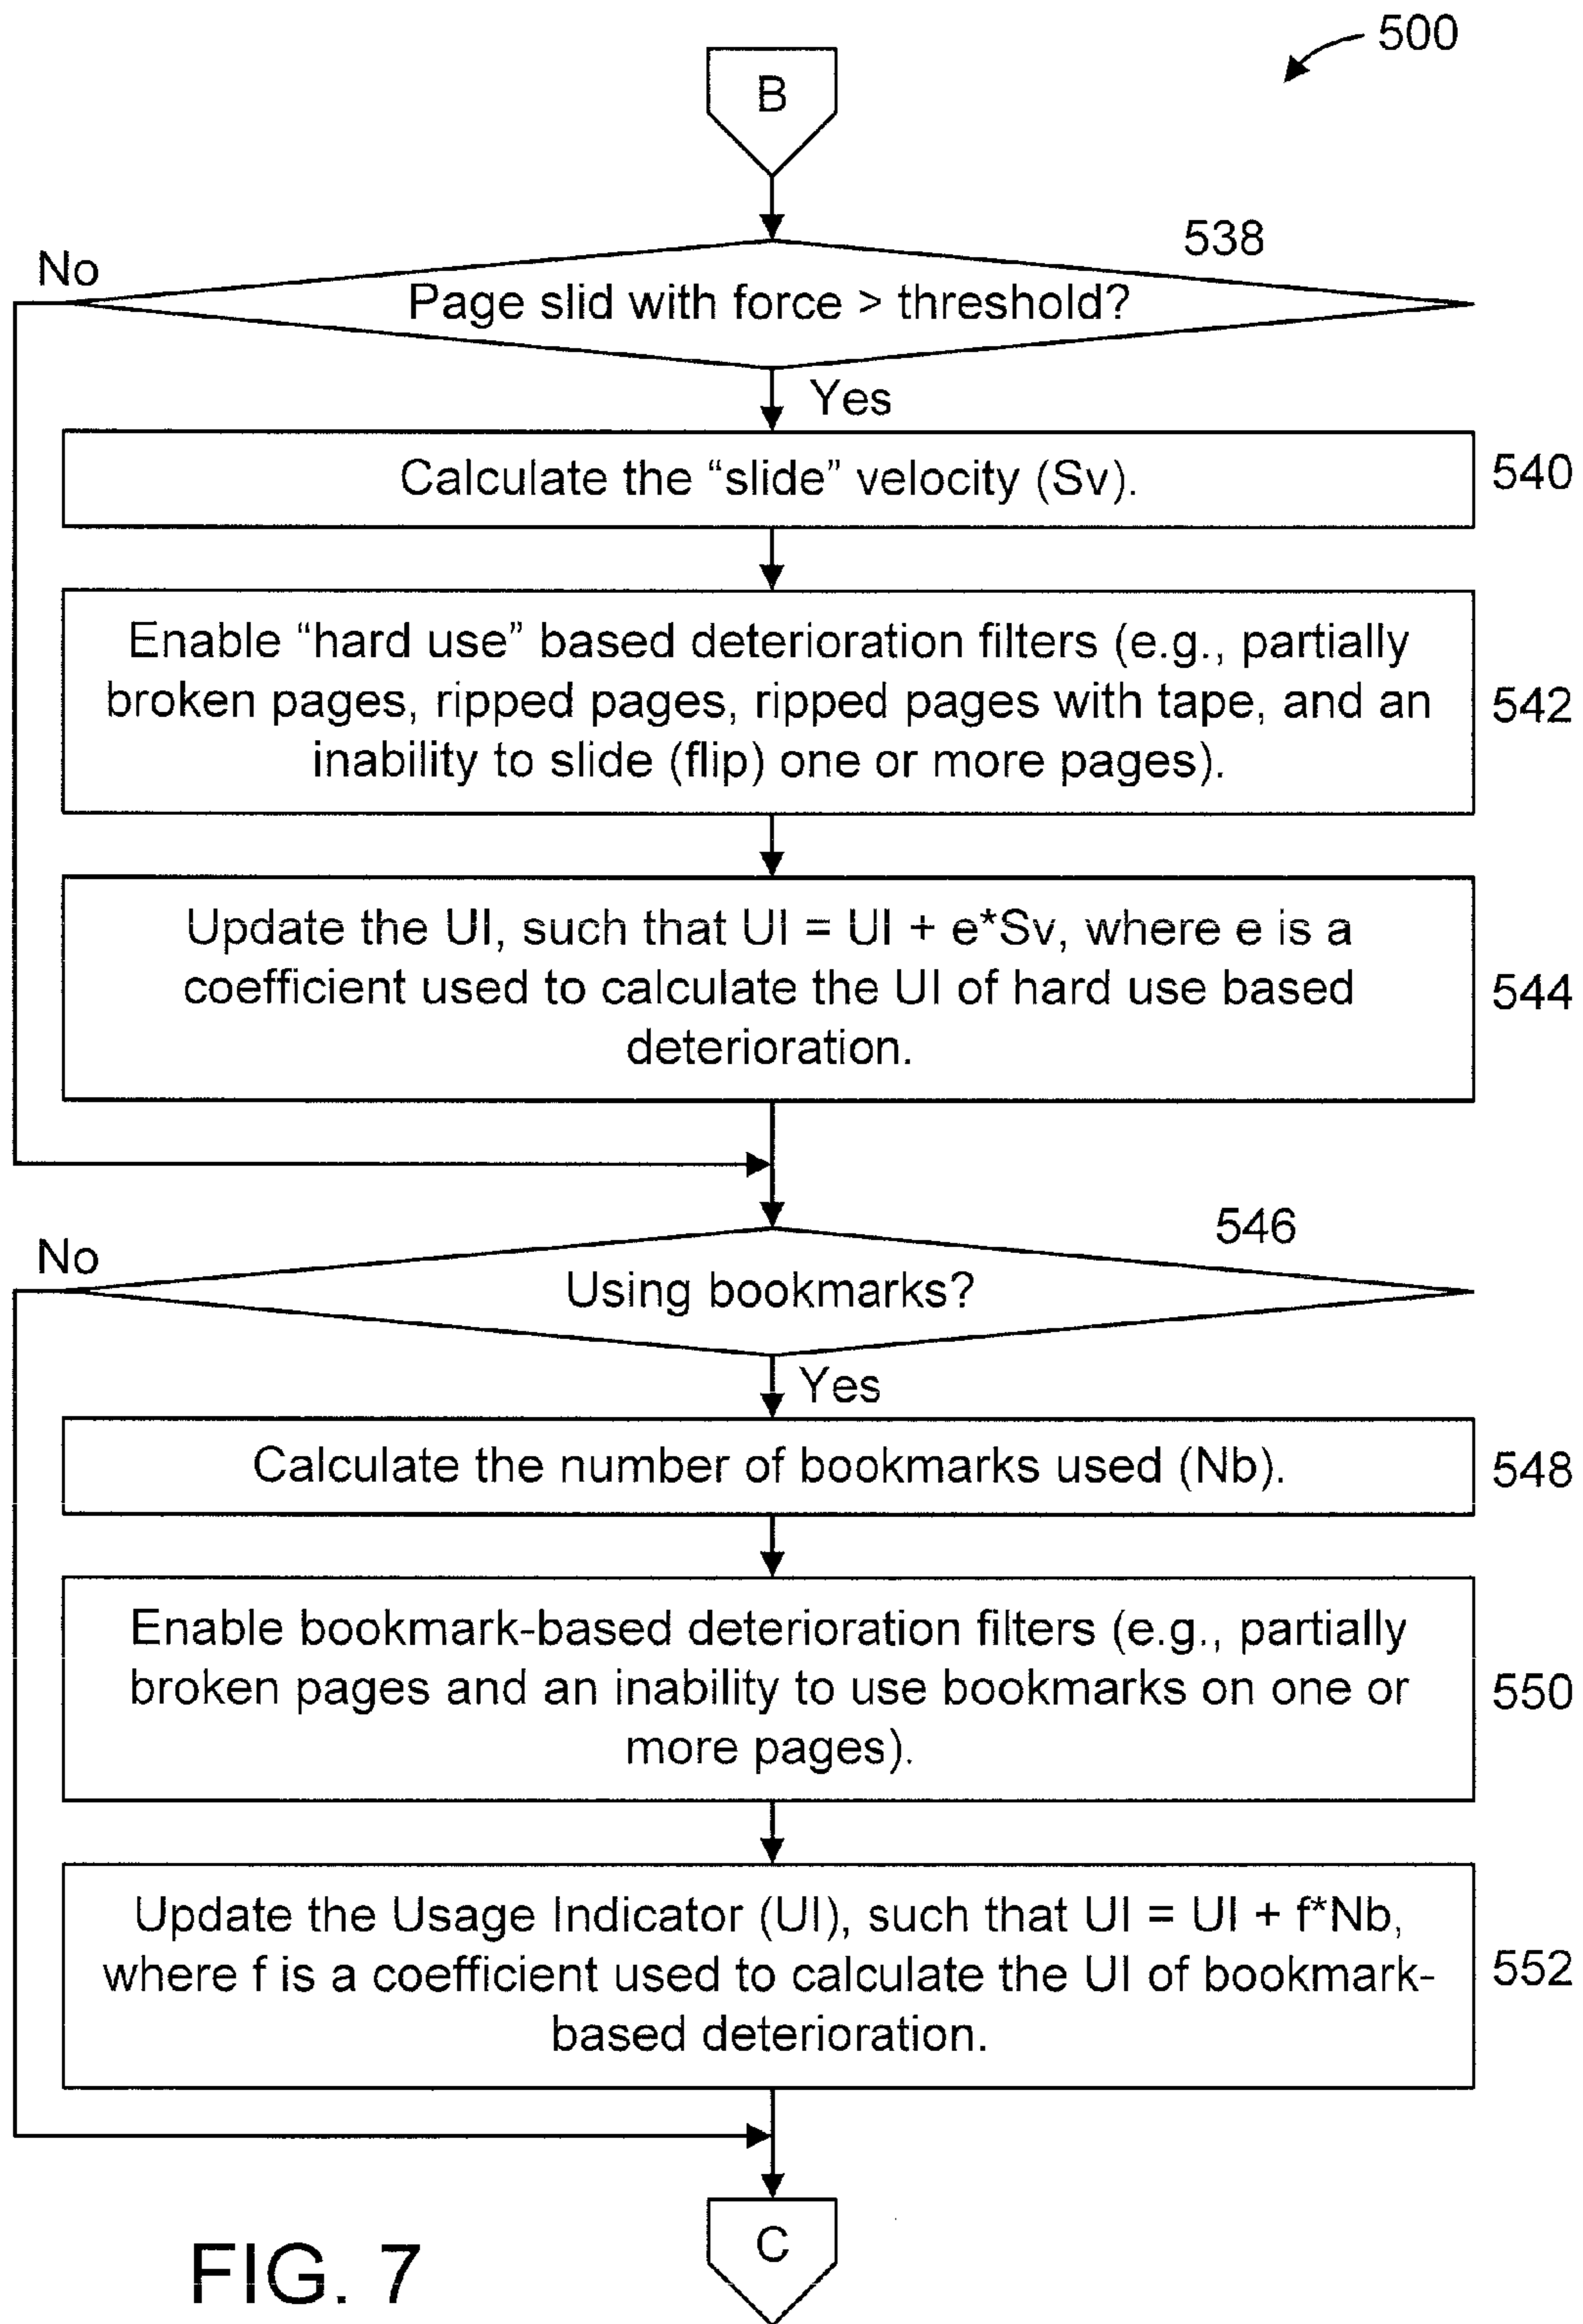 500
B
538
No
Page slid with force > threshold?
Yes
Calculate the “slide” velocity (Sv).
540
Enable “hard use” based deterioration filters (e.g., partially
broken pages, ripped pages, ripped pages with tape, and an
542
inability to slide (flip) one or more pages).
Update the UI, such that UI = UI + e*Sv, where e is a
coefficient used to calculate the UI of hard use based
544
deterioration.
546
No
Using bookmarks?
Yes
Calculate the number of bookmarks used (Nb).
548
Enable bookmark-based deterioration filters (e.g., partially
broken pages and an inability to use bookmarks on one or
550
more pages).
Update the Usage Indicator (UI), such that UI = UI + f*Nb,
where f is a coefficient used to calculate the UI of bookmark-
552
based deterioration.
C
FIG. 7